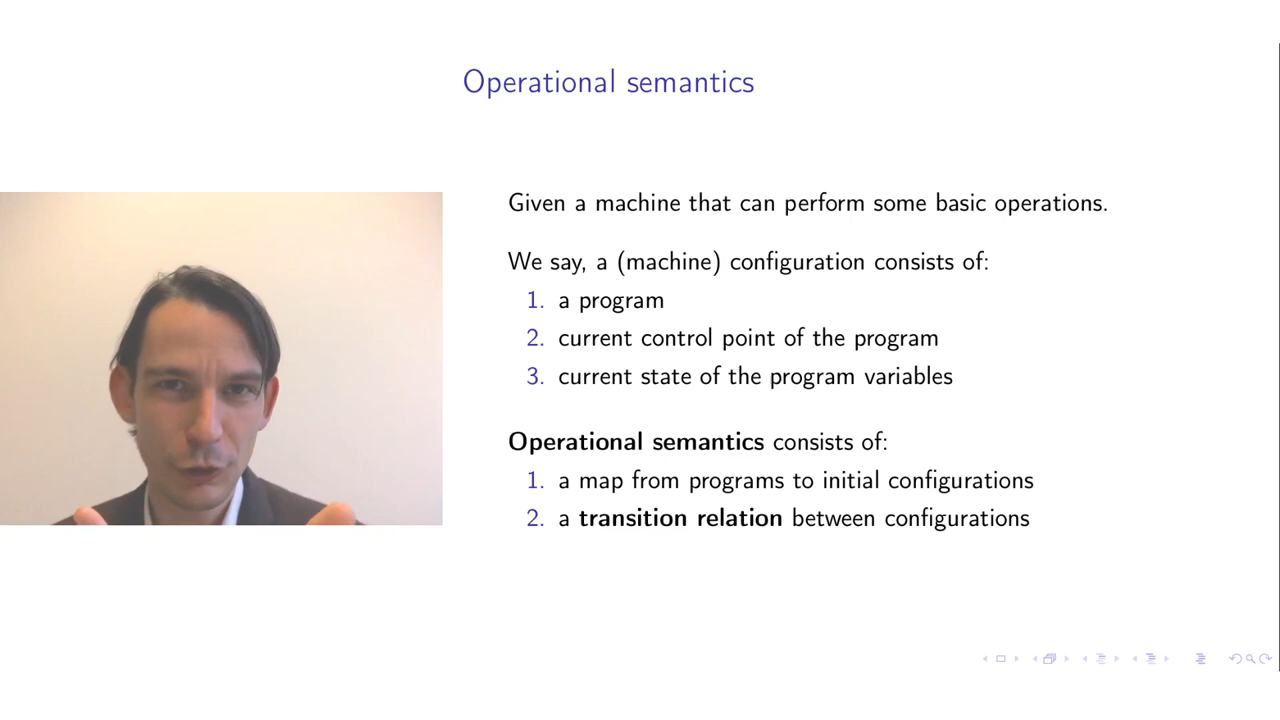 Operational semantics
Given a machine that can perform some basic operations.
We say, a (machine) configuration consists of:
1. a program
2. current control point of the program
3. current state of the program variables
Operational semantics consists of:
1. a map from programs to initial configurations
2. a transition relation between configurations